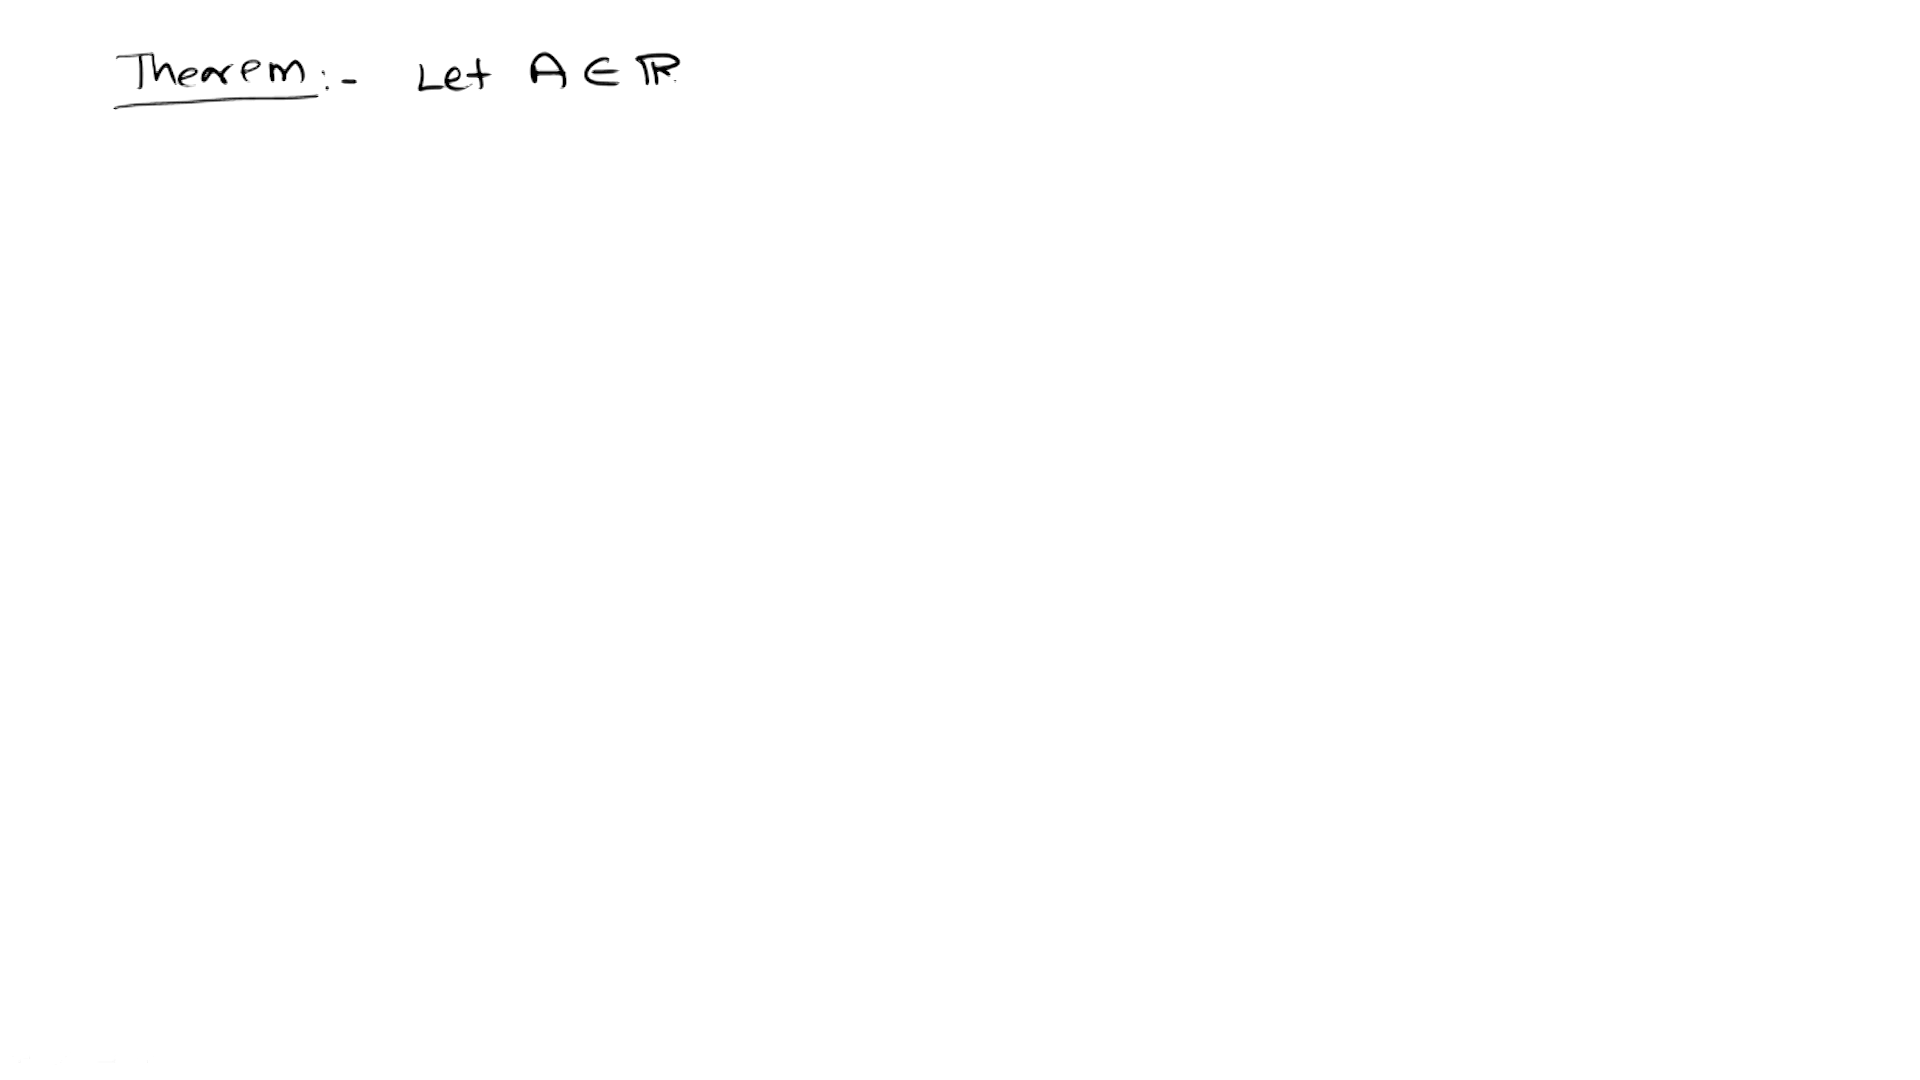 Theorem :- Let A ∈ ℝ